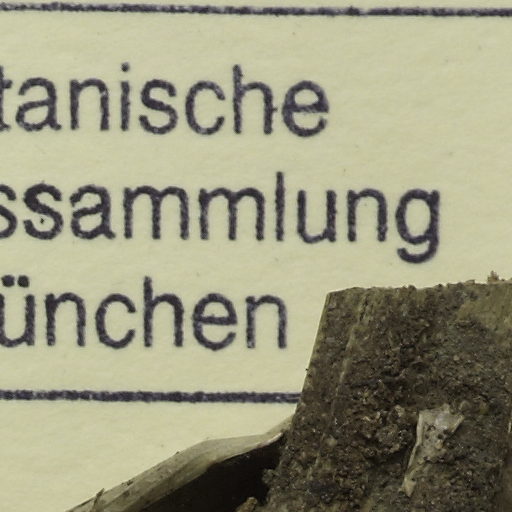 tanische
ssammlung
ünchen